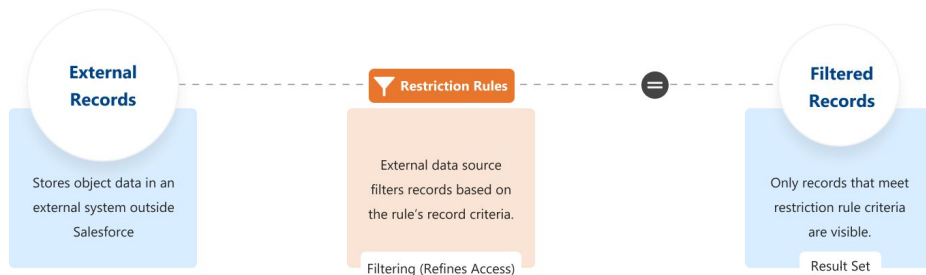 External
Records
Restriction Rules
Filtered
Records
Stores object data in an
external system outside
Salesforce
External data source
filters records based on
the rule's record criteria.
Filtering (Refines Access)
Only records that meet
restriction rule criteria
are visible.
Result Set